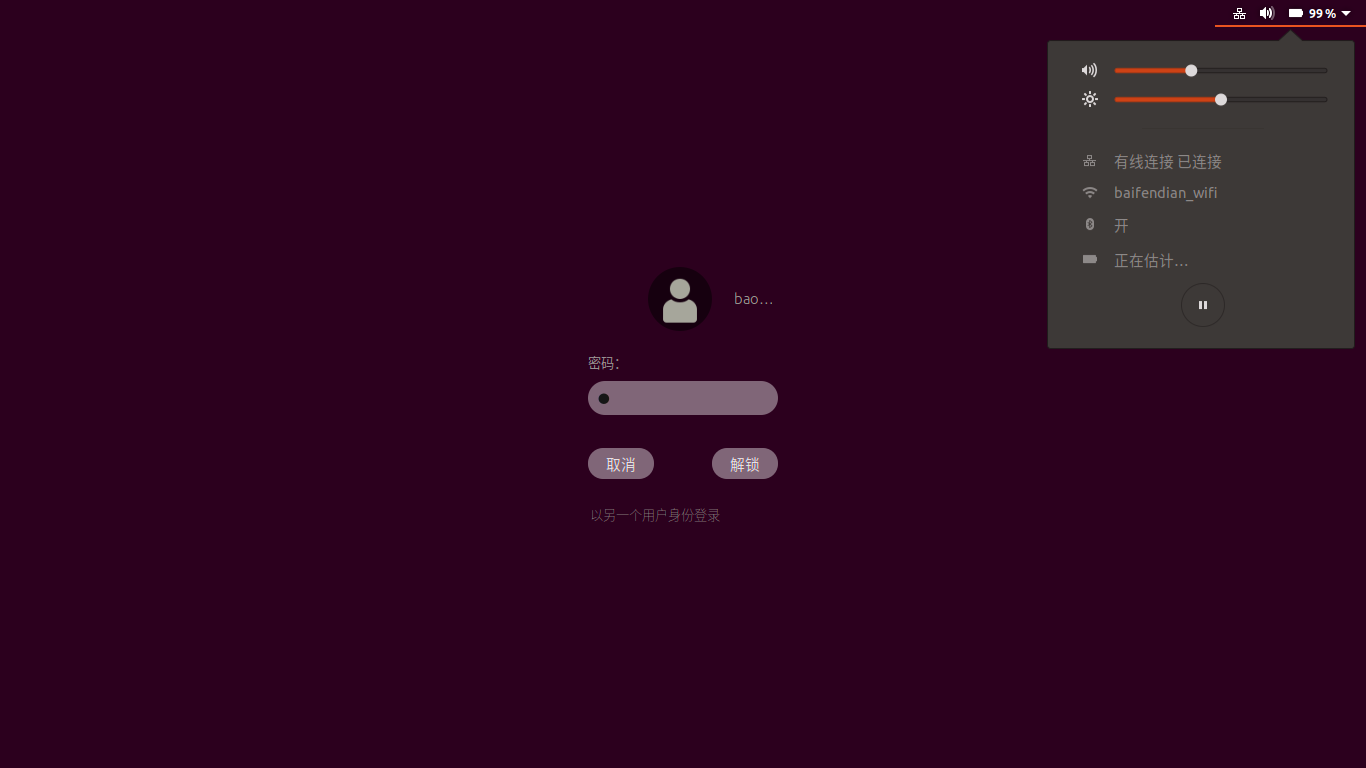 99 %
有线连接 已连接
baifendian_wifi
开
正在估计…
bao…
密码：
取消
解锁
以另一个用户身份登录